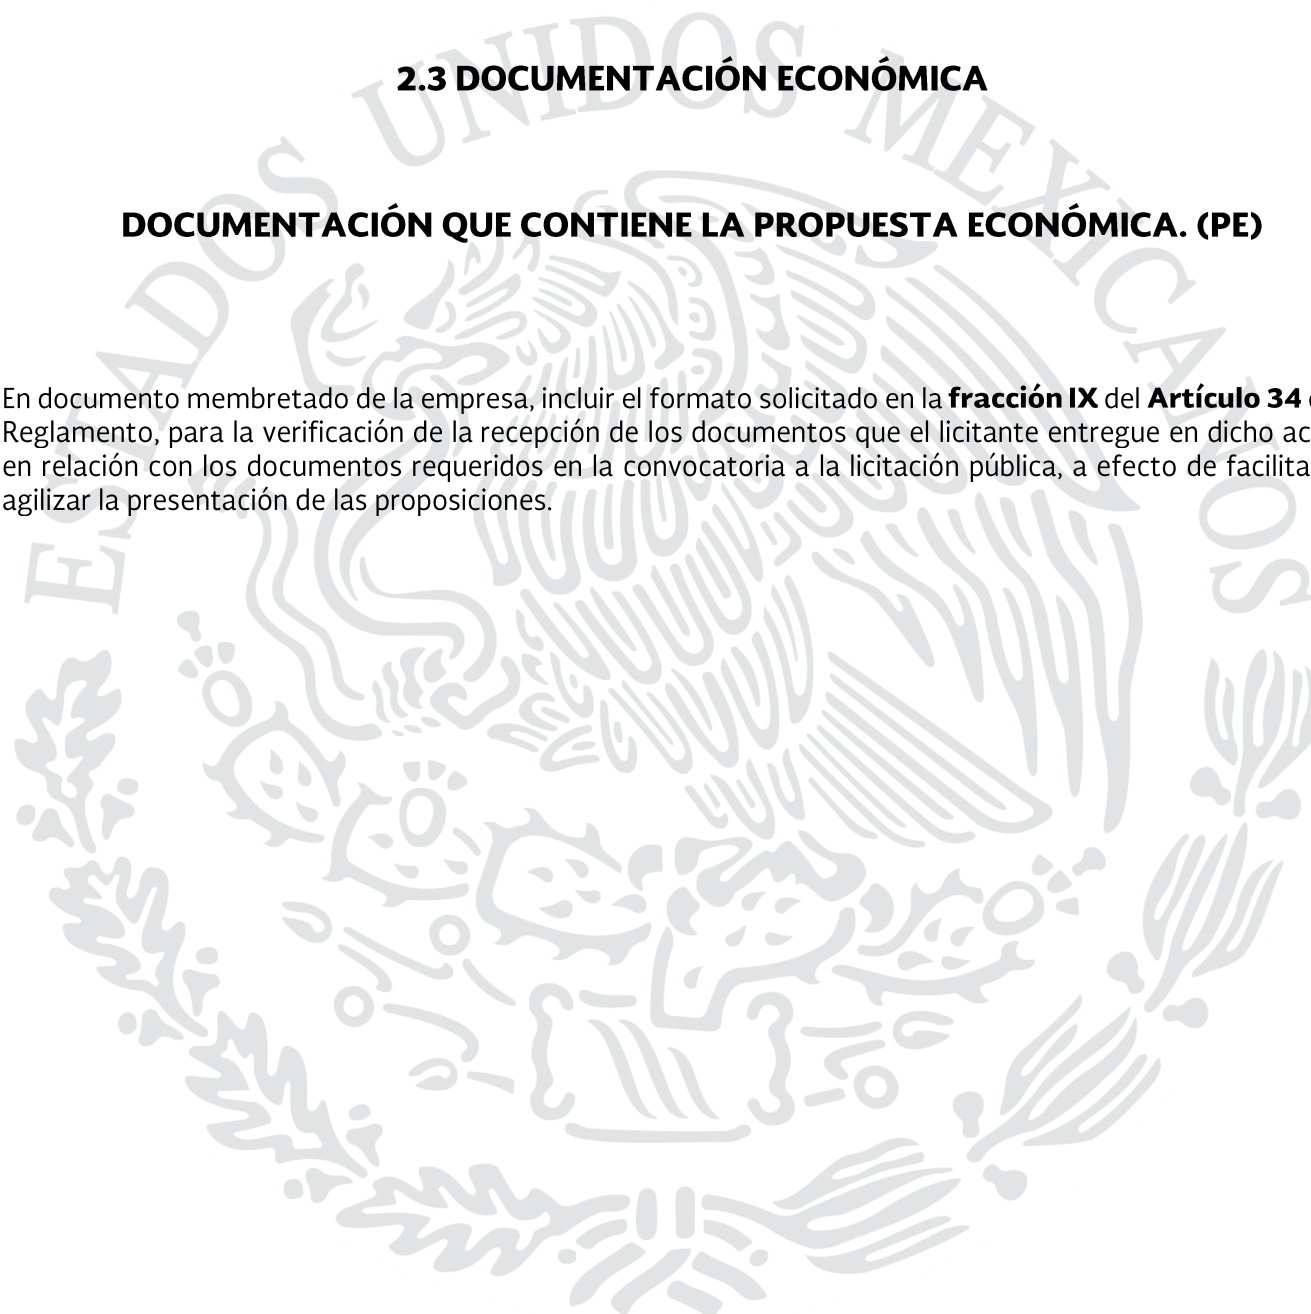 2.3 DOCUMENTACIÓN ECONÓMICA
DOCUMENTACIÓN QUE CONTIENE LA PROPUESTA ECONÓMICA. (PE)
En documento membretado de la empresa, incluir el formato solicitado en la fracción IX del Artículo 34
Reglamento, para la verificación de la recepción de los documentos que el licitante entregue en dicho
en relación con los documentos requeridos en la convocatoria a la licitación pública, a efecto de
agilizar la presentación de las proposiciones.
ESTADOS UNIDOS MEXICANOS